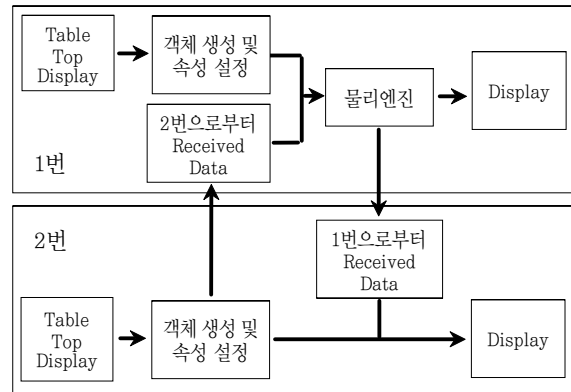 Table
Top
Display
객체 생성 및
속성 설정
2번으로부터
Received
Data
물리엔진
Display
1번
2번
1번으로부터
Received
Data
Table
Top
Display
객체 생성 및
속성 설정
Display